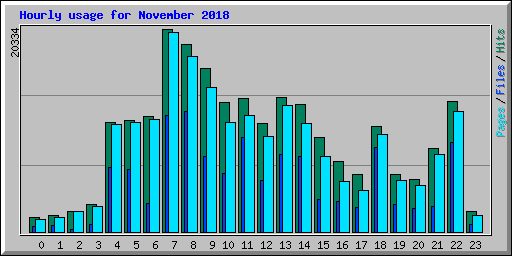 Hourly usage for November 2018
20334
Pages/Files/Hits
0 1 2 3 4 5 6 7 8 9 10 11 12 13 14 15 16 17 18 19 20 21 22 23